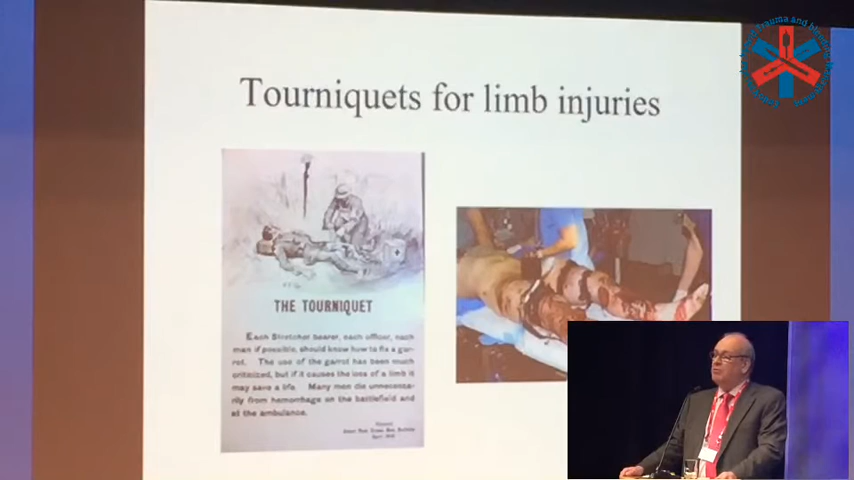 Tourniquets for limb injuries
THE TOURNIQUET
Each Stretcher bearer, each officer, each
man if possible, should know how to fix a gar-
rot. The use of the garrot has been much
criticized, but if it causes the loss of a limb it
may save a life. Many men die unnecessa-
rily from hemorrhage on the battlefield and
at the ambulance.